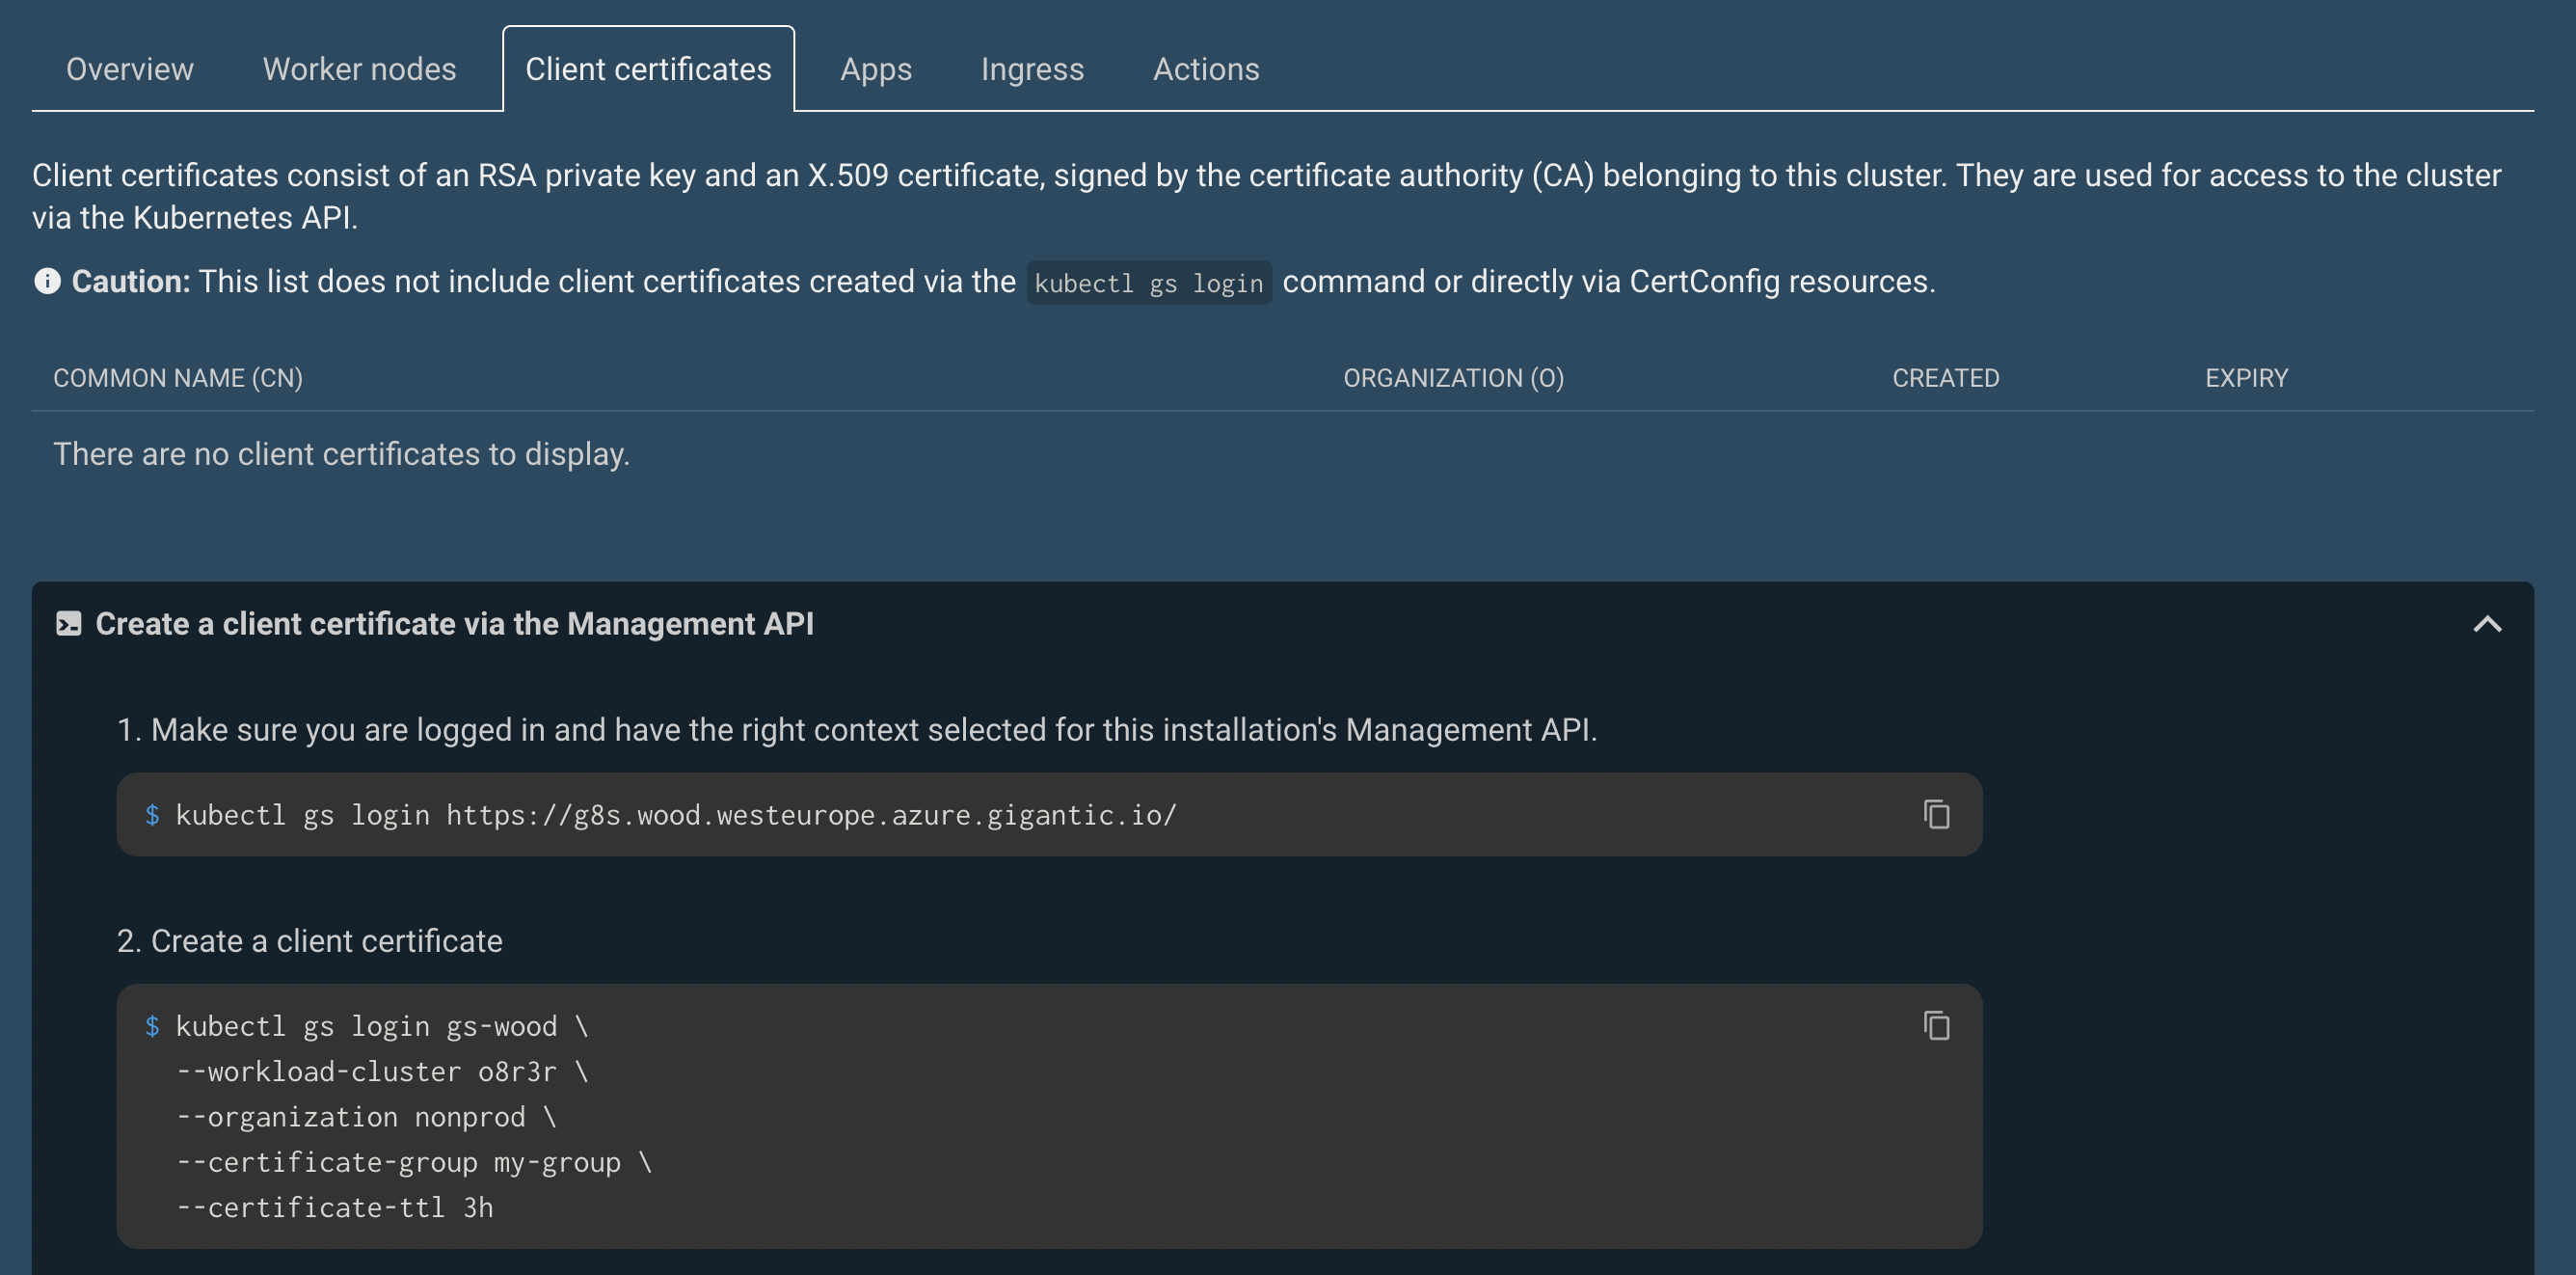 Overview Worker nodes Client certificates Apps Ingress Actions
Client certificates consist of an RSA private key and an X.509 certificate, signed by the certificate authority (CA) belonging to this cluster. They are used for access to the cluster
via the Kubernetes API.
Caution: This list does not include client certificates created via the kubectl gs login command or directly via CertConfig resources.
COMMON NAME (CN) ORGANIZATION (O) CREATED EXPIRY
There are no client certificates to display.
Create a client certificate via the Management API
1. Make sure you are logged in and have the right context selected for this installation's Management API.
$ kubectl gs login https://g8s.wood.westeurope.azure.gigantic.io/
2. Create a client certificate
$ kubectl gs login gs-wood \
--workload-cluster o8r3r \
--organization nonprod \
--certificate-group my-group \
--certificate-ttl 3h